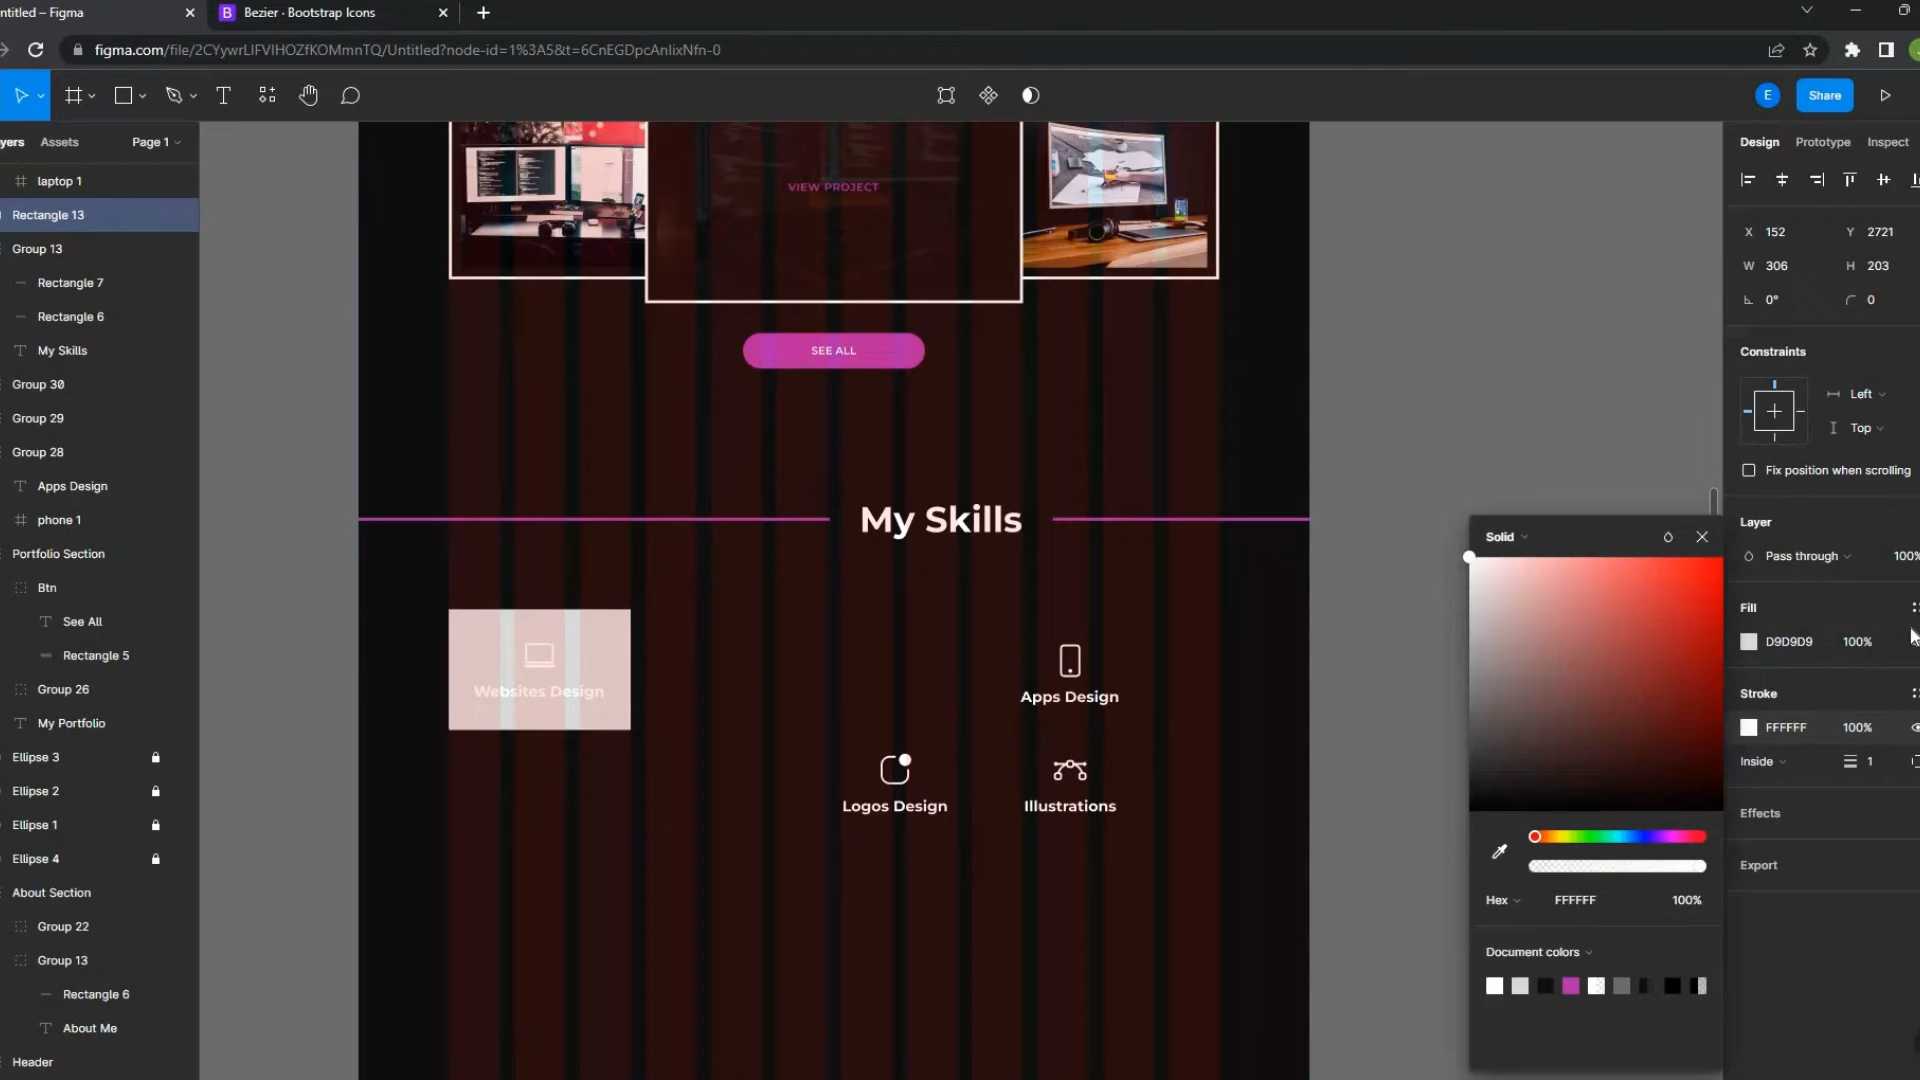 ntitled – Figma
Bezier · Bootstrap Icons
figma.com/file/2CYywrLIFVIHOZfKOMmnTQ/Untitled?node-id=1%3A5&t=6CnEGDpcAnlixNfn-0
E
Share
yers
Assets
Page 1
laptop 1
Rectangle 13
Group 13
Rectangle 7
Rectangle 6
My Skills
Group 30
Group 29
Group 28
Apps Design
phone 1
Portfolio Section
Btn
See All
Rectangle 5
Group 26
My Portfolio
Ellipse 3
Ellipse 2
Ellipse 1
Ellipse 4
About Section
Group 22
Group 13
Rectangle 6
About Me
Header
VIEW PROJECT
SEE ALL
My Skills
Websites Design
Apps Design
Logos Design
Illustrations
Solid
Hex
FFFFFF
100%
Document colors
Design
Prototype
Inspect
X 152
Y 2721
W 306
H 203
0°
0
Constraints
Left
Top
Fix position when scrolling
Layer
Pass through
100%
Fill
D9D9D9
100%
Stroke
FFFFFF
100%
Inside
1
Effects
Export